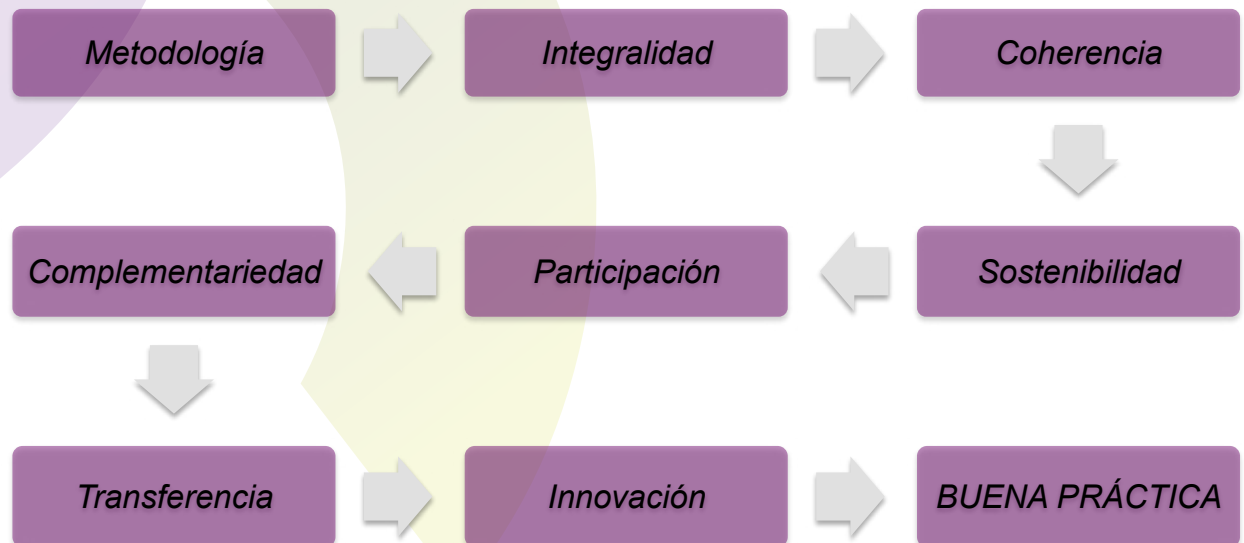 Metodología
Integralidad
Coherencia
Sostenibilidad
Participación
Complementariedad
Transferencia
Innovación
BUENA PRÁCTICA